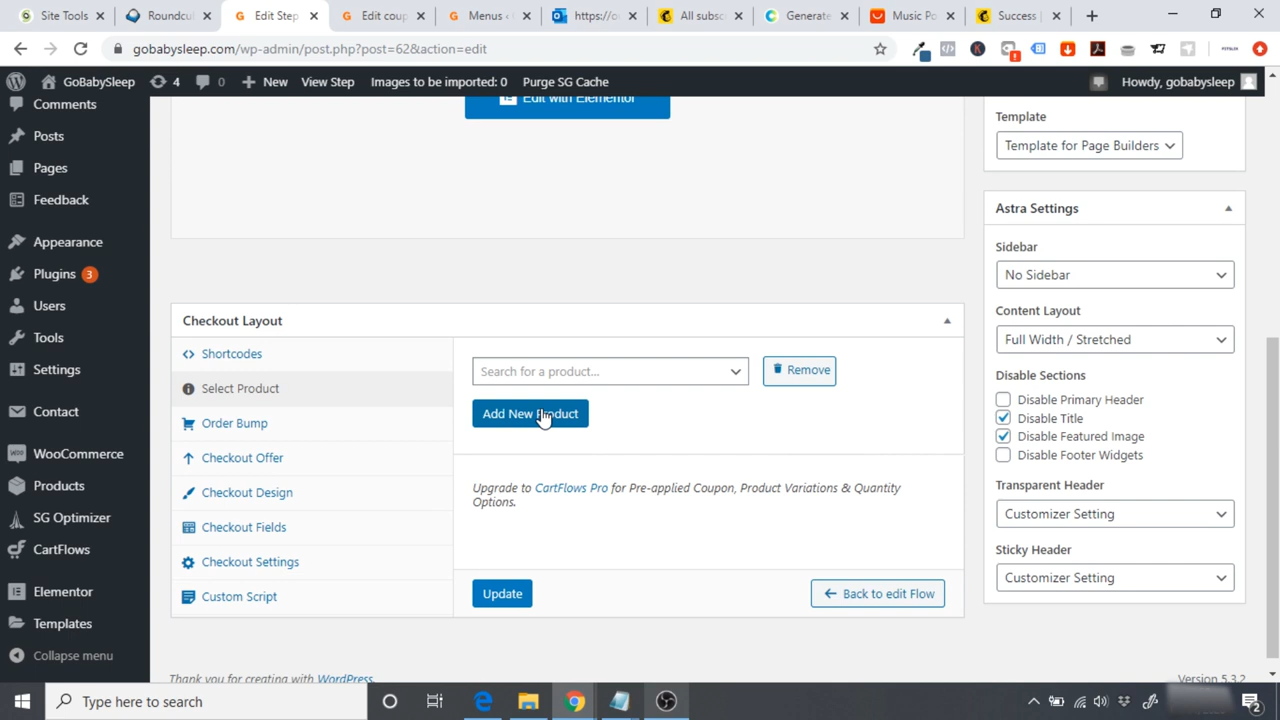 Site Tools
Roundcu
Edit Step
Edit coup
Menus ‹
https://o
All subsc
Generate
Music Po
Success |
gobabysleep.com/wp-admin/post.php?post=62&action=edit
GoBabySleep
4
New
View Step
Images to be imported: 0
Purge SG Cache
Howdy, gobabysleep
Comments
Posts
Pages
Feedback
Appearance
Plugins 3
Users
Tools
Settings
Contact
WooCommerce
Products
SG Optimizer
CartFlows
Elementor
Templates
Collapse menu
Edit with Elementor
Checkout Layout
Shortcodes
Select Product
Order Bump
Checkout Offer
Checkout Design
Checkout Fields
Checkout Settings
Custom Script
Search for a product...
Remove
Add New Product
Upgrade to CartFlows Pro for Pre-applied Coupon, Product Variations & Quantity
Options.
Update
Back to edit Flow
Thank you for creating with WordPress
Version 5.3.2
Template
Template for Page Builders
Astra Settings
Sidebar
No Sidebar
Content Layout
Full Width / Stretched
Disable Sections
Disable Primary Header
Disable Title
Disable Featured Image
Disable Footer Widgets
Transparent Header
Customizer Setting
Sticky Header
Customizer Setting
Type here to search
2